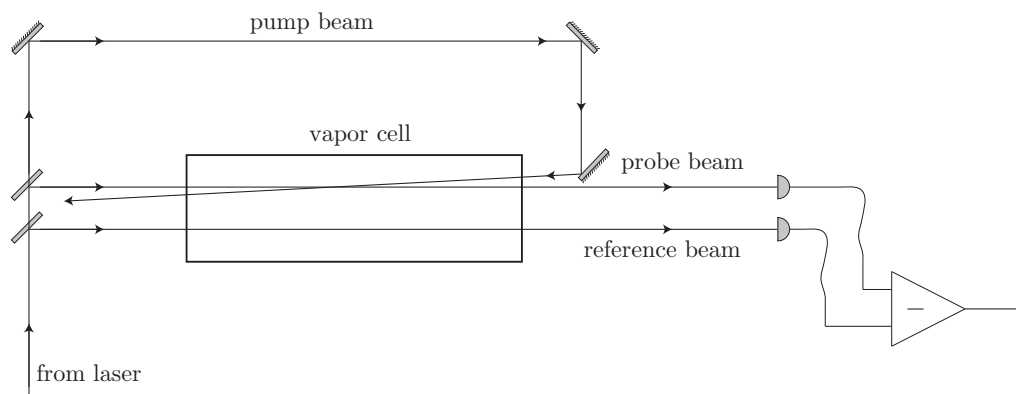 pump beam
vapor cell
probe beam
reference beam
from laser